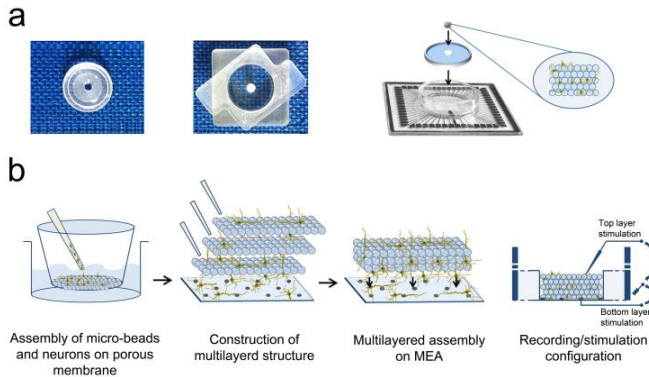 a
b
Top layer
stimulation
Bottom layer
stimulation
Assembly of micro-beads
and neurons on porous
membrane
Construction of
multilayerd structure
Multilayered assembly
on MEA
Recording/stimulation
configuration